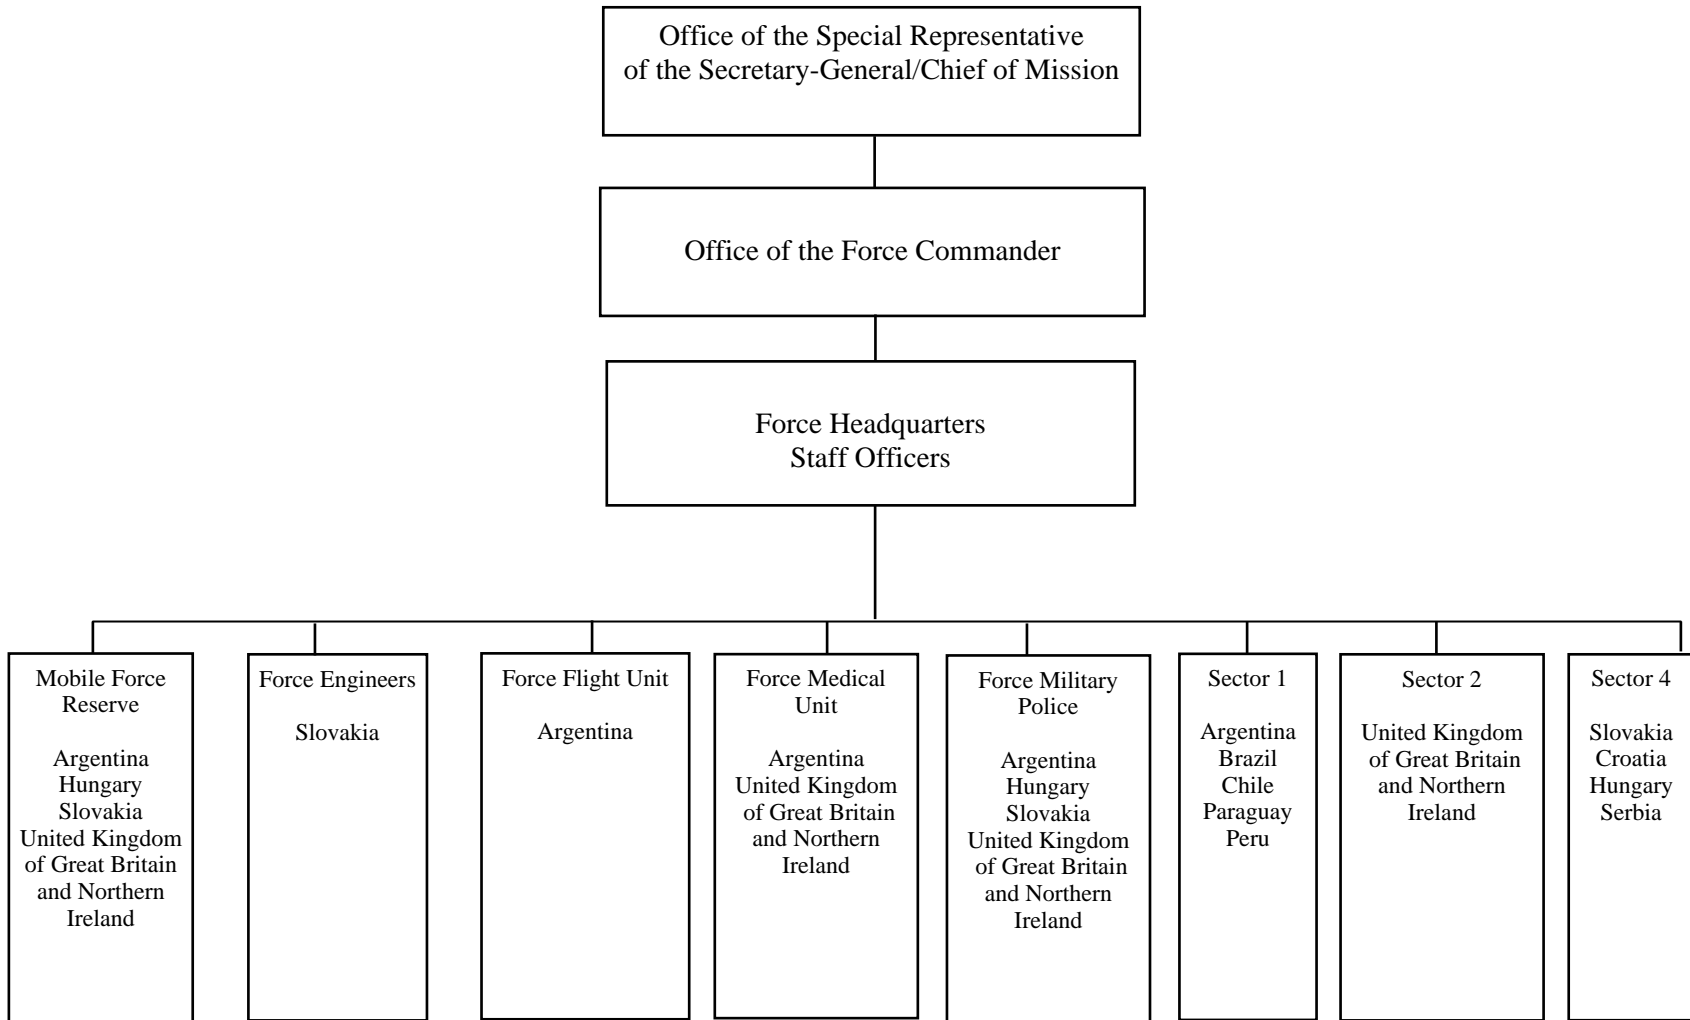 Office of the Special Representative
of the Secretary-General/Chief of Mission
Office of the Force Commander
Force Headquarters
Staff Officers
Mobile Force
Reserve
Argentina
Hungary
Slovakia
United Kingdom
of Great Britain
and Northern
Ireland
Force Engineers
Slovakia
Force Flight Unit
Argentina
Force Medical
Unit
Argentina
United Kingdom
of Great Britain
and Northern
Ireland
Force Military
Police
Argentina
Hungary
Slovakia
United Kingdom
of Great Britain
and Northern
Ireland
Sector 1
Argentina
Brazil
Chile
Paraguay
Peru
Sector 2
United Kingdom
of Great Britain
and Northern
Ireland
Sector 4
Slovakia
Croatia
Hungary
Serbia